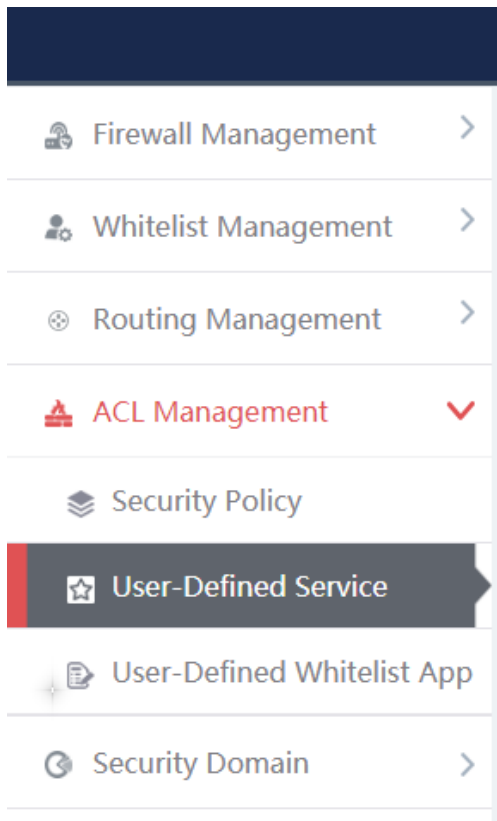 Firewall Management
Whitelist Management
Routing Management
ACL Management
Security Policy
User-Defined Service
User-Defined Whitelist App
Security Domain